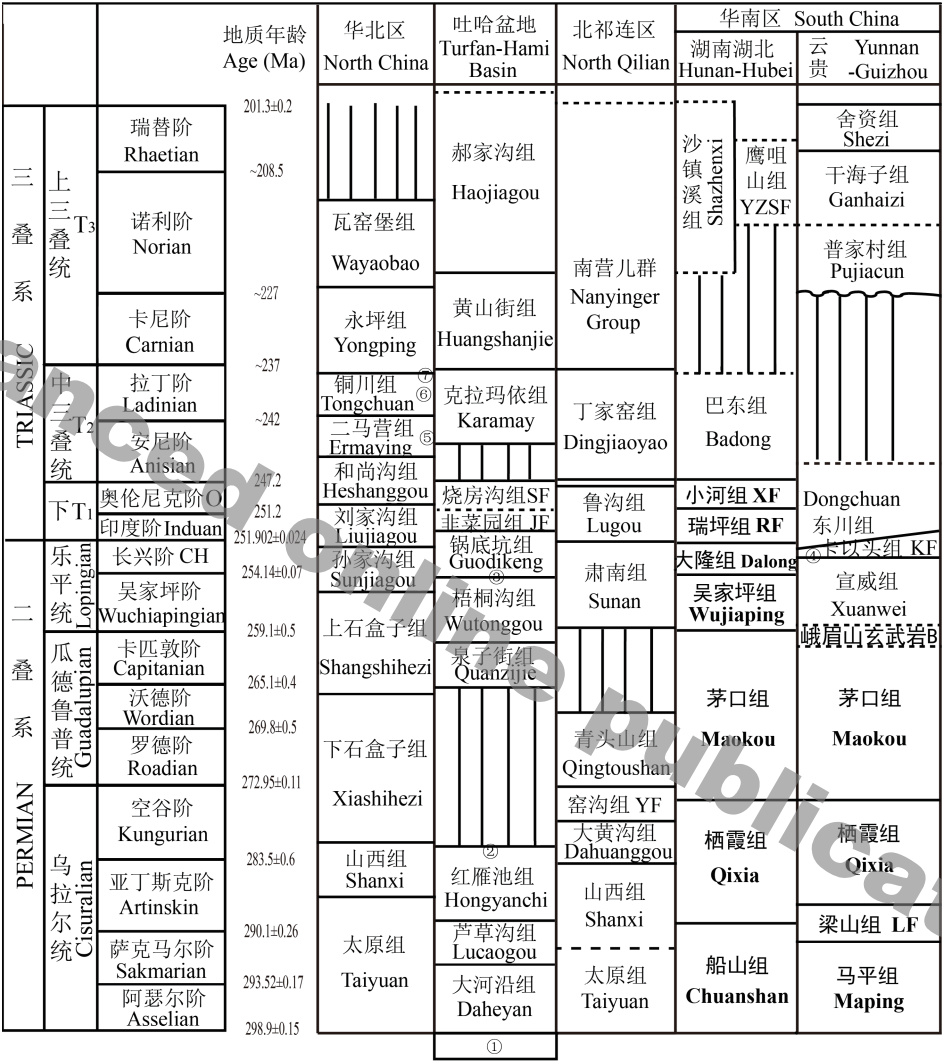 地质年龄
Age (Ma)
华北区
North China
吐哈盆地
Turfan-Hami
Basin
北祁连区
North Qilian
华南区 South China
湖南湖北
Hunan-Hubei
云贵 Yunnan
-Guizhou
三叠系 TRIASSIC
上三叠统 T3
中三叠统 T2
下 T1
二叠系 PERMIAN
乐平统 Lopingian
瓜德鲁普统 Guadalupian
乌拉尔统 Cisuralian
瑞替阶
Rhaetian
诺利阶
Norian
卡尼阶
Carnian
拉丁阶
Ladinian
安尼阶
Anisian
奥伦尼克阶O
印度阶 Induan
长兴阶 CH
吴家坪阶
Wuchiapingian
卡匹敦阶
Capitanian
沃德阶
Wordian
罗德阶
Roadian
空谷阶
Kungurian
亚丁斯克阶
Artinskin
萨克马尔阶
Sakmarian
阿瑟尔阶
Asselian
201.3±0.2
~208.5
~227
~237
~242
247.2
251.2
251.902±0.024
254.14±0.07
259.1±0.5
265.1±0.4
269.8±0.5
272.95±0.11
283.5±0.6
290.1±0.26
293.52±0.17
298.9±0.15
瓦窑堡组
Wayaobao
永坪组
Yongping
⑦
铜川组
Tongchuan ⑥
二马营组
Ermaying ⑤
和尚沟组
Heshanggou
刘家沟组
Liujiagou
孙家沟组
Sunjiagou
上石盒子组
Shangshihezi
下石盒子组
Xiashihezi
山西组
Shanxi
太原组
Taiyuan
郝家沟组
Haojiagou
黄山街组
Huangshanjie
克拉玛依组
Karamay
烧房沟组SF
韭菜园组 JF
锅底坑组
Guodikeng
③
梧桐沟组
Wutonggou
泉子街组
Quanzijie
②
红雁池组
Hongyanchi
芦草沟组
Lucaogou
大河沿组
Daheyan
①
南营儿群
Nanyinger
Group
丁家窑组
Dingjiaoyao
鲁沟组
Lugou
肃南组
Sunan
青头山组
Qingtoushan
窑沟组 YF
大黄沟组
Dahuanggou
山西组
Shanxi
太原组
Taiyuan
沙镇溪组 Shazhenxi
鹰咀
山组
YZSF
巴东组
Badong
小河组 XF
瑞坪组 RF
大隆组 Dalong
吴家坪组
Wujiaping
茅口组
Maokou
栖霞组
Qixia
船山组
Chuanshan
舍资组
Shezi
干海子组
Ganhaizi
普家村组
Pujiacun
Dongchuan
东川组
④ 卡以头组 KF
宣威组
Xuanwei
峨眉山玄武岩B
茅口组
Maokou
栖霞组
Qixia
梁山组 LF
马平组
Maping
anced online publicat